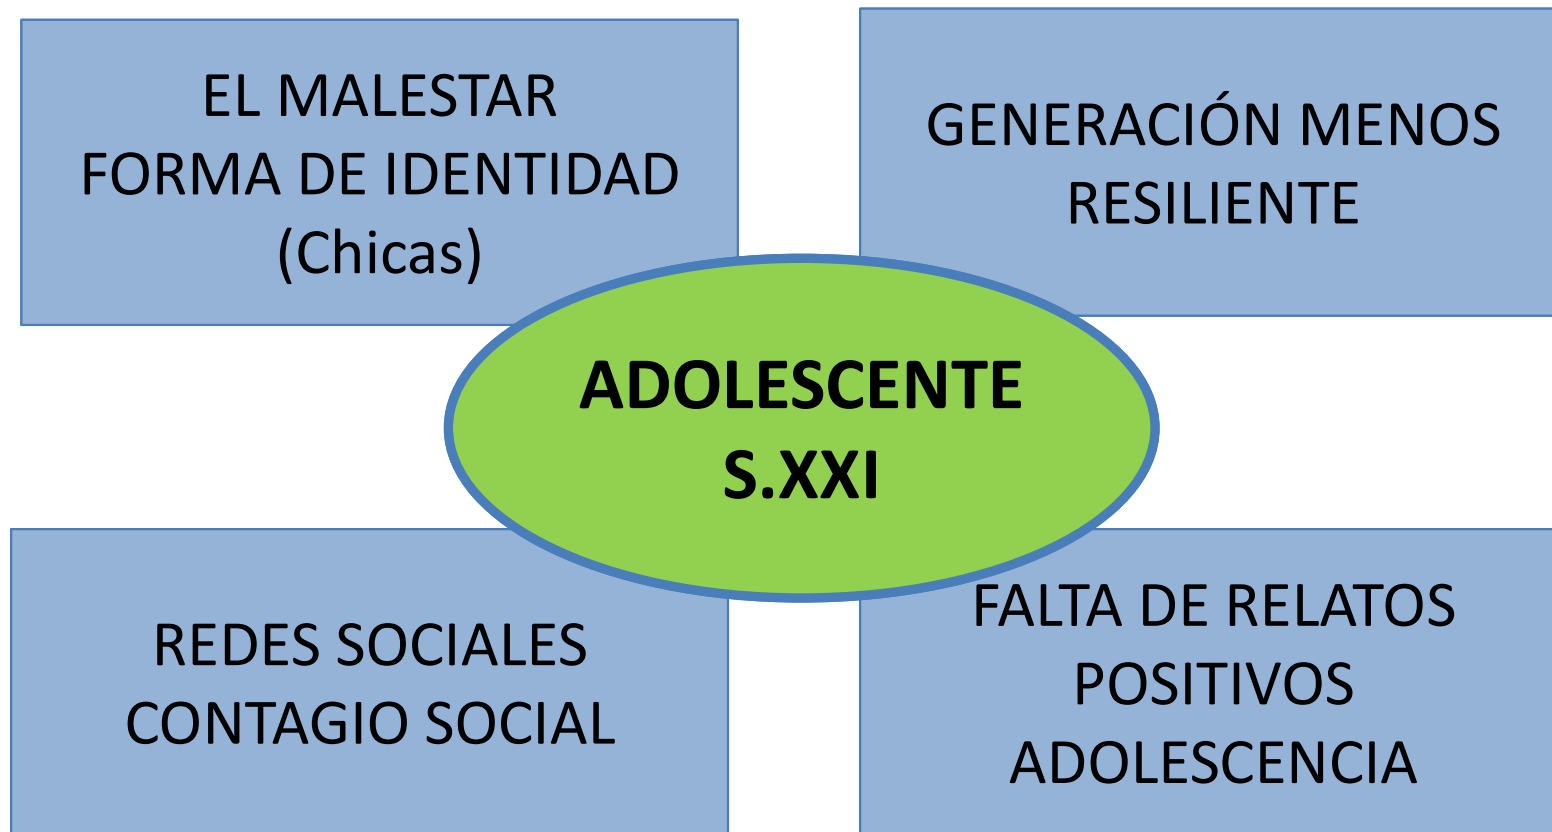 EL MALESTAR
FORMA DE IDENTIDAD
(Chicas)
GENERACIÓN MENOS
RESILIENTE
ADOLESCENTE
S.XXI
REDES SOCIALES
CONTAGIO SOCIAL
FALTA DE RELATOS
POSITIVOS
ADOLESCENCIA